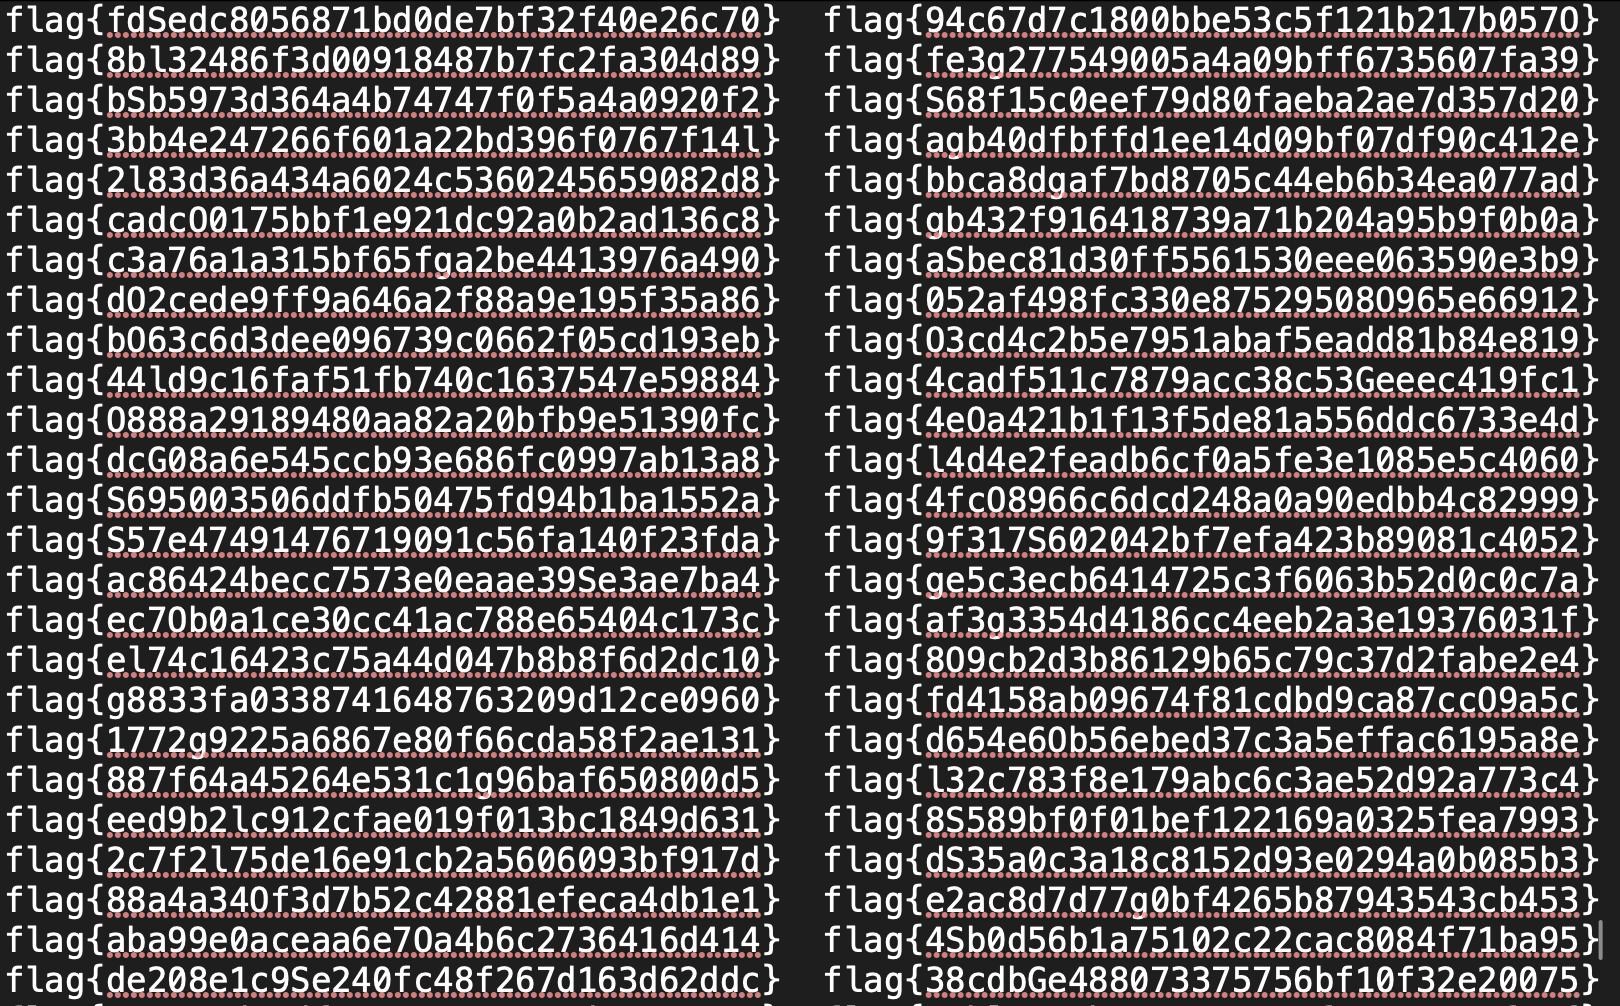 flag{fdSedc8056871bd0de7bf32f40e26c70} flag{94c67d7c1800bbe53c5f121b217b057O}
flag{8bl32486f3d00918487b7fc2fa304d89} flag{fe3g277549005a4a09bff6735607fa39}
flag{bSb5973d364a4b74747f0f5a4a0920f2} flag{S68f15c0eef79d80faeba2ae7d357d20}
flag{3bb4e247266f601a22bd396f0767f14l} flag{agb40dfbffd1ee14d09bf07df90c412e}
flag{2l83d36a434a6024c5360245659082d8} flag{bbca8dgaf7bd8705c44eb6b34ea077ad}
flag{cadcO0175bbf1e921dc92a0b2ad136c8} flag{gb432f916418739a71b204a95b9f0b0a}
flag{c3a76a1a315bf65fga2be4413976a490} flag{aSbec81d30ff5561530eee063590e3b9}
flag{dO2cede9ff9a646a2f88a9e195f35a86} flag{052af498fc330e87529508O965e66912}
flag{bO63c6d3dee096739c0662f05cd193eb} flag{O3cd4c2b5e7951abaf5eadd81b84e819}
flag{44ld9c16faf51fb740c1637547e59884} flag{4cadf511c7879acc38c53Geeec419fc1}
flag{O888a29189480aa82a20bfb9e51390fc} flag{4eOa421b1f13f5de81a556ddc6733e4d}
flag{dcG08a6e545ccb93e686fc0997ab13a8} flag{l4d4e2feadb6cf0a5fe3e1085e5c4060}
flag{S695003506ddfb50475fd94b1ba1552a} flag{4fcO8966c6dcd248a0a90edbb4c82999}
flag{S57e47491476719091c56fa140f23fda} flag{9f317S602042bf7efa423b89081c4052}
flag{ac86424becc7573e0eaae39Se3ae7ba4} flag{ge5c3ecb6414725c3f6063b52d0c0c7a}
flag{ec7Ob0a1ce30cc41ac788e65404c173c} flag{af3g3354d4186cc4eeb2a3e19376031f}
flag{el74c16423c75a44d047b8b8f6d2dc10} flag{8O9cb2d3b86129b65c79c37d2fabe2e4}
flag{g8833fa0338741648763209d12ce0960} flag{fd4158ab09674f81cdbd9ca87ccO9a5c}
flag{1772g9225a6867e80f66cda58f2ae131} flag{d654e6Ob56ebed37c3a5effac6195a8e}
flag{887f64a45264e531c1g96baf650800d5} flag{l32c783f8e179abc6c3ae52d92a773c4}
flag{eed9b2lc912cfae019f013bc1849d631} flag{8S589bf0f01bef122169a0325fea7993}
flag{2c7f2l75de16e91cb2a5606093bf917d} flag{dS35a0c3a18c8152d93e0294a0b085b3}
flag{88a4a34Of3d7b52c42881efeca4db1e1} flag{e2ac8d7d77g0bf4265b87943543cb453}
flag{aba99e0aceaa6e7Oa4b6c2736416d414} flag{4Sb0d56b1a75102c22cac8084f71ba95}
flag{de208e1c9Se240fc48f267d163d62ddc} flag{38cdbGe488073375756bf10f32e20075}